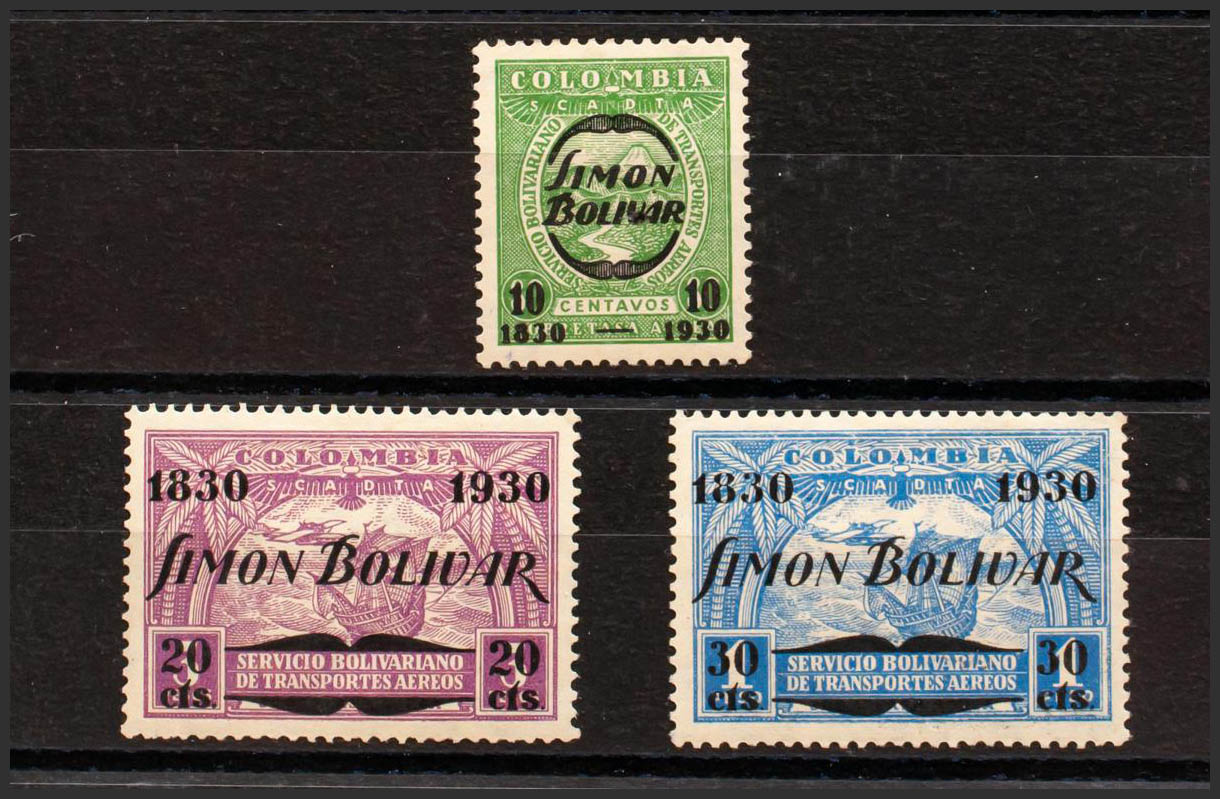 COLOMBIA
SCADTA
SERVICIO BOLIVARIANO DE TRANSPORTES AEREOS
SIMON
BOLIVAR
10 CENTAVOS 10
1830 — 1930
COLOMBIA
1830 1930
SCADTA
SIMON BOLIVAR
20 cts. SERVICIO BOLIVARIANO 20 cts.
DE TRANSPORTES AEREOS
COLOMBIA
1830 1930
SCADTA
SIMON BOLIVAR
30 cts. SERVICIO BOLIVARIANO 30 cts.
DE TRANSPORTES AEREOS